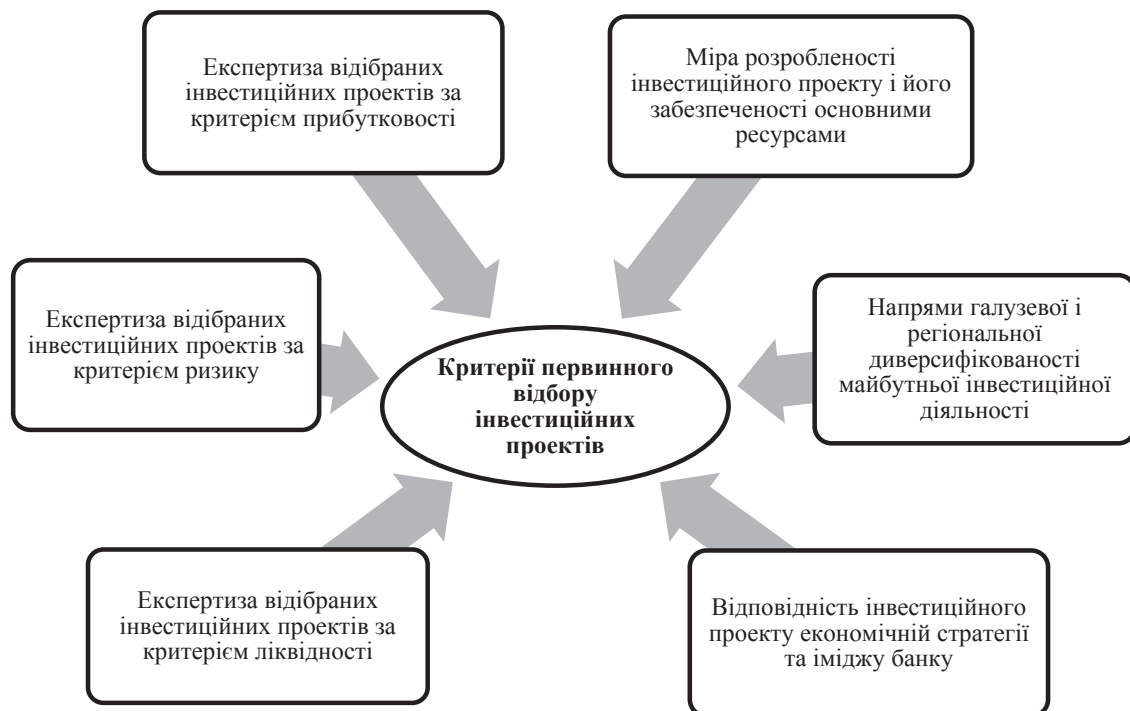 Експертиза відібраних
інвестиційних проектів за
критерієм прибутковості
Міра розробленості
інвестиційного проекту і його
забезпеченості основними
ресурсами
Експертиза відібраних
інвестиційних проектів за
критерієм ризику
Критерії первинного
відбору
інвестиційних
проектів
Напрями галузевої і
регіональної
диверсифікованості
майбутньої інвестиційної
діяльності
Експертиза відібраних
інвестиційних проектів за
критерієм ліквідності
Відповідність інвестиційного
проекту економічній стратегії
та іміджу банку